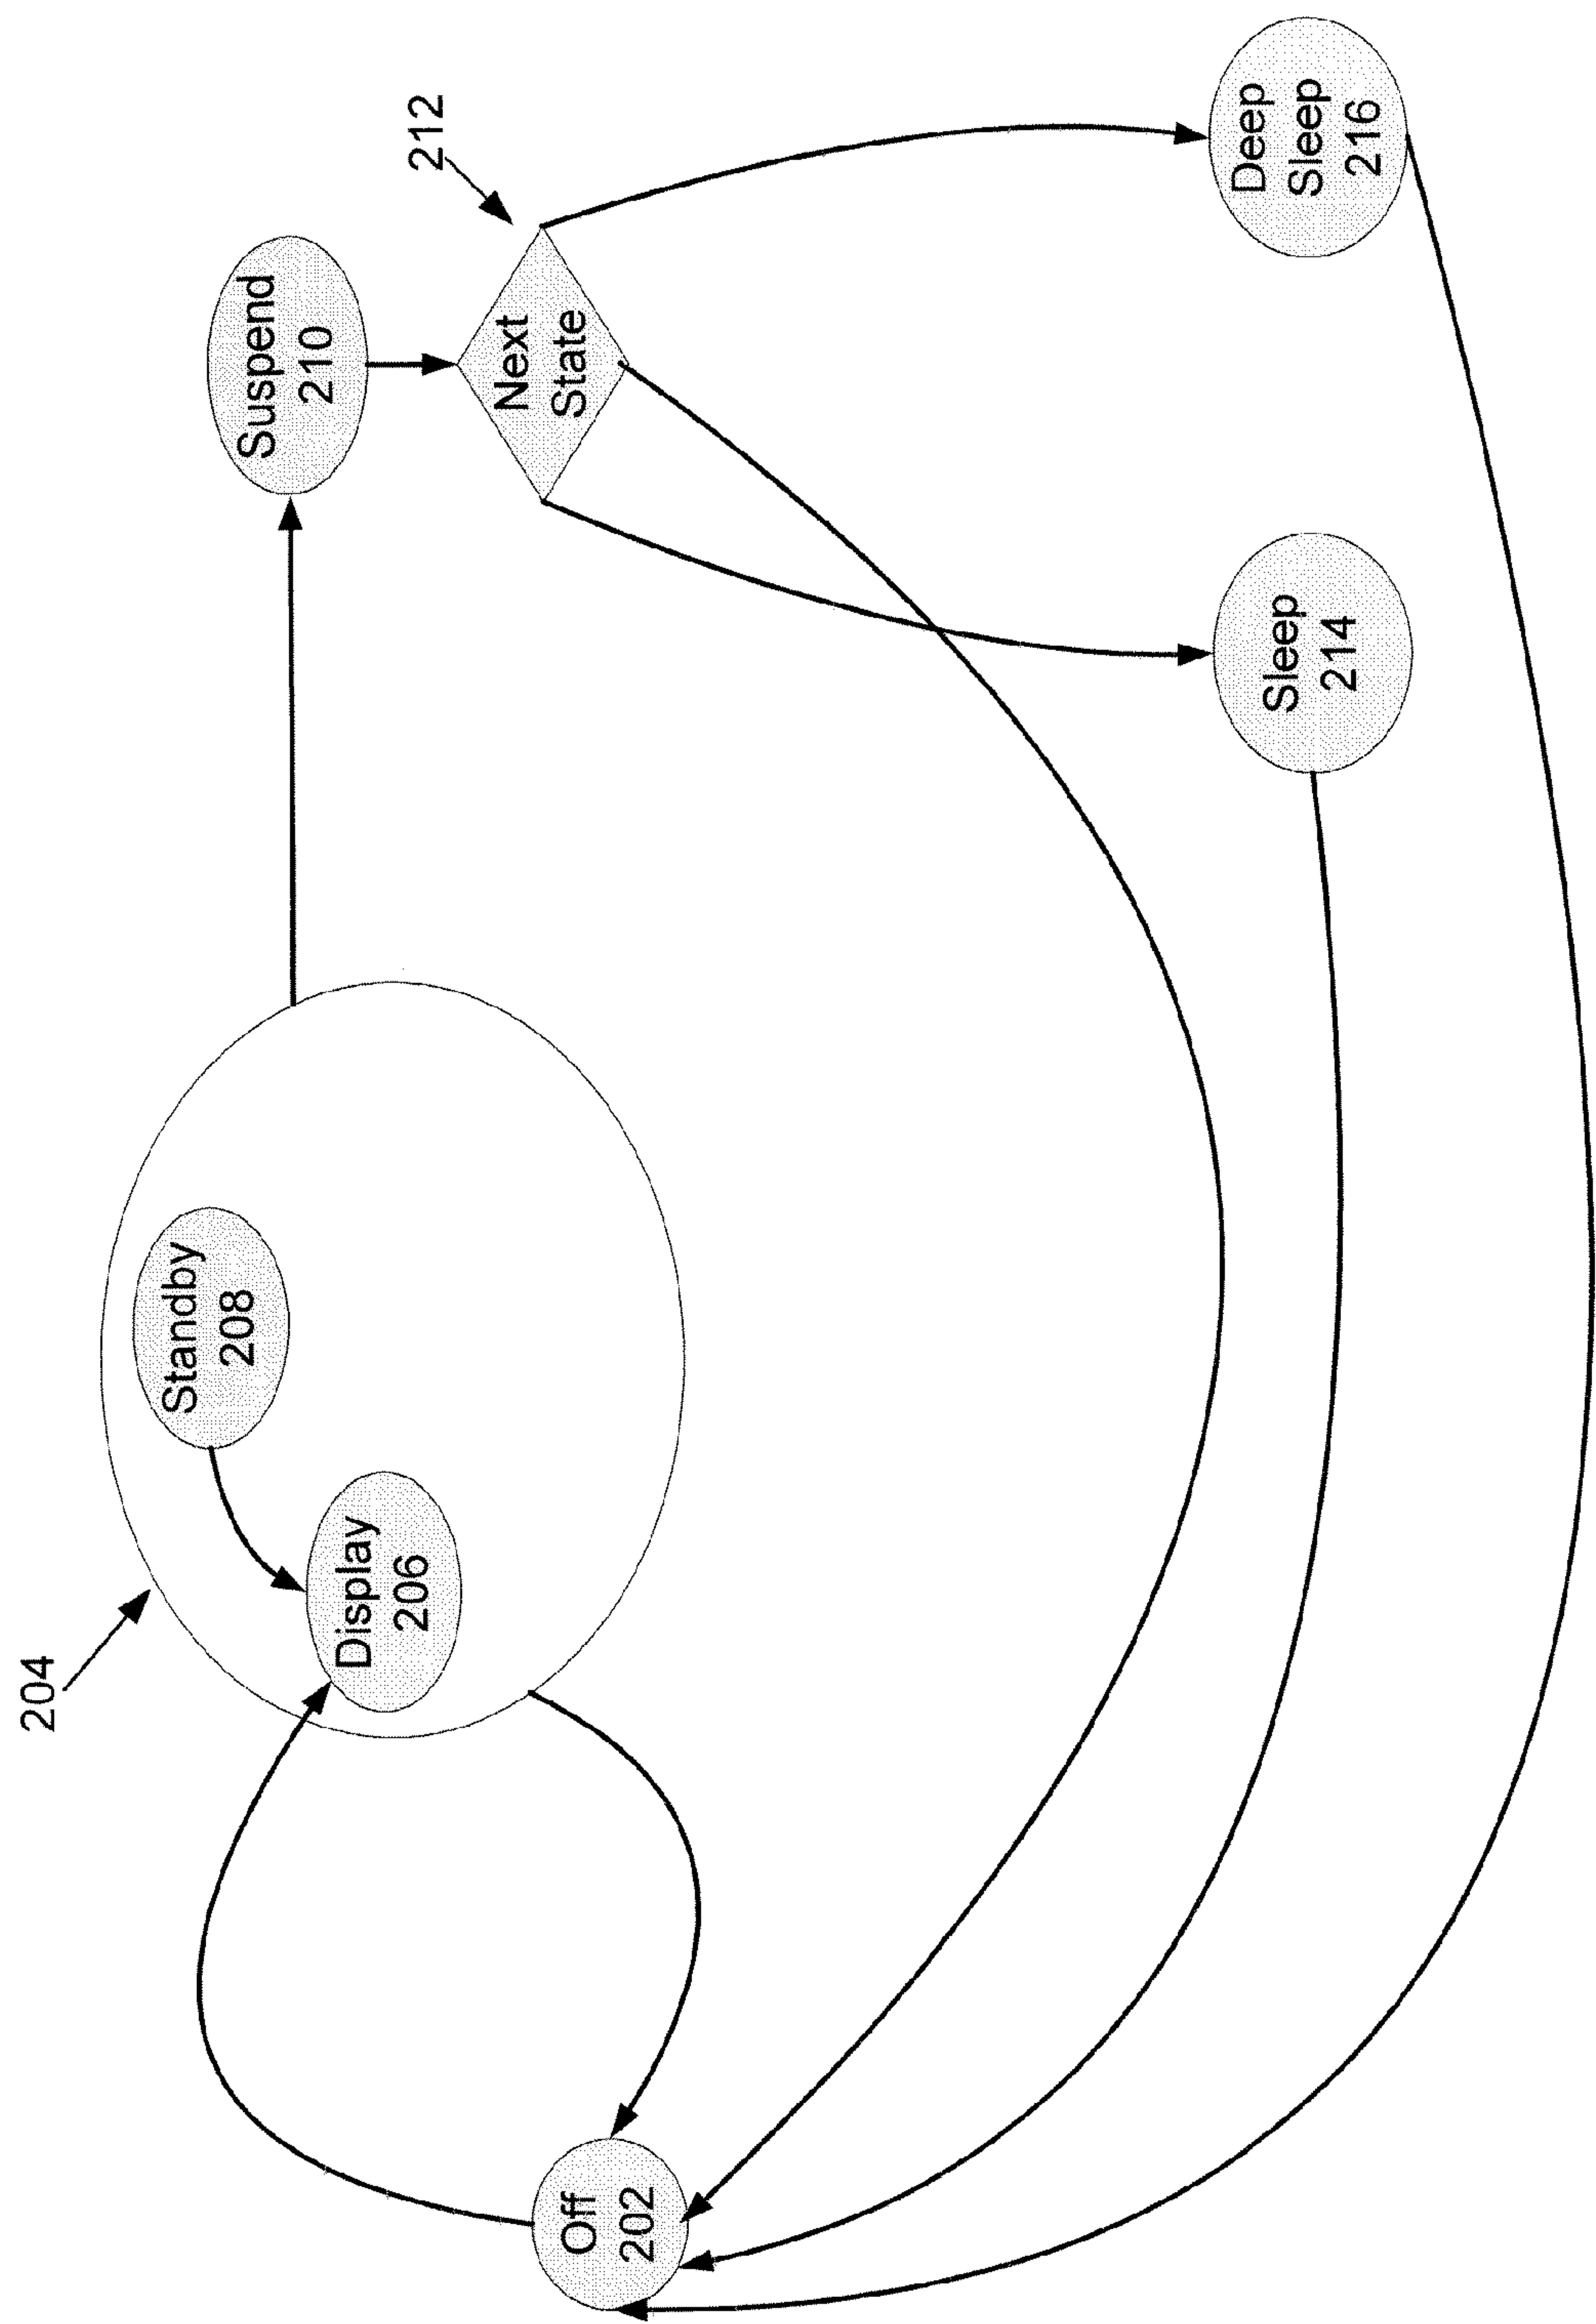 204
Standby
208
Display
206
Suspend
210
212
Next
State
Off
202
Sleep
214
Deep
Sleep
216